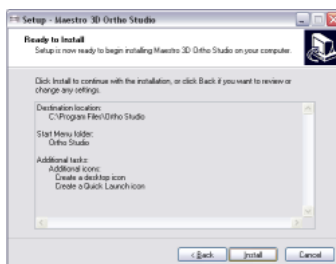 Setup - Maestro 3D Ortho Studio
Ready to Install
Setup is now ready to begin installing Maestro 3D Ortho Studio on your computer.
Click Install to continue with the installation, or click Back if you want to review or
change any settings.
Destination location:
C:\Program Files\Ortho Studio
Start Menu folder:
Ortho Studio
Additional tasks:
Additional icons:
Create a desktop icon
Create a Quick Launch icon
< Back
Install
Cancel